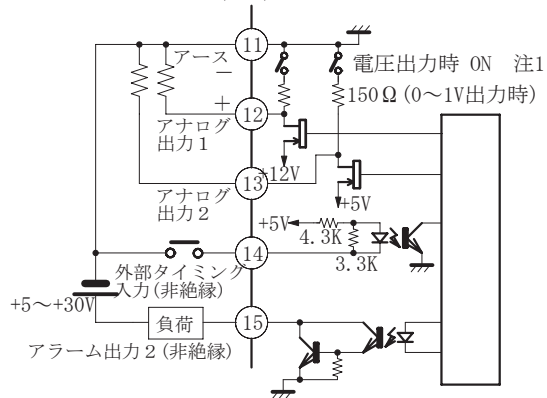 11
アース
−
電圧出力時 ON 注1
+
12
150Ω(0〜1V出力時)
アナログ
出力1
+12V
13
アナログ
出力2
+5V
+5V
4.3K
14
3.3K
外部タイミング
入力(非絶縁)
+5〜+30V
負荷
15
アラーム出力2(非絶縁)